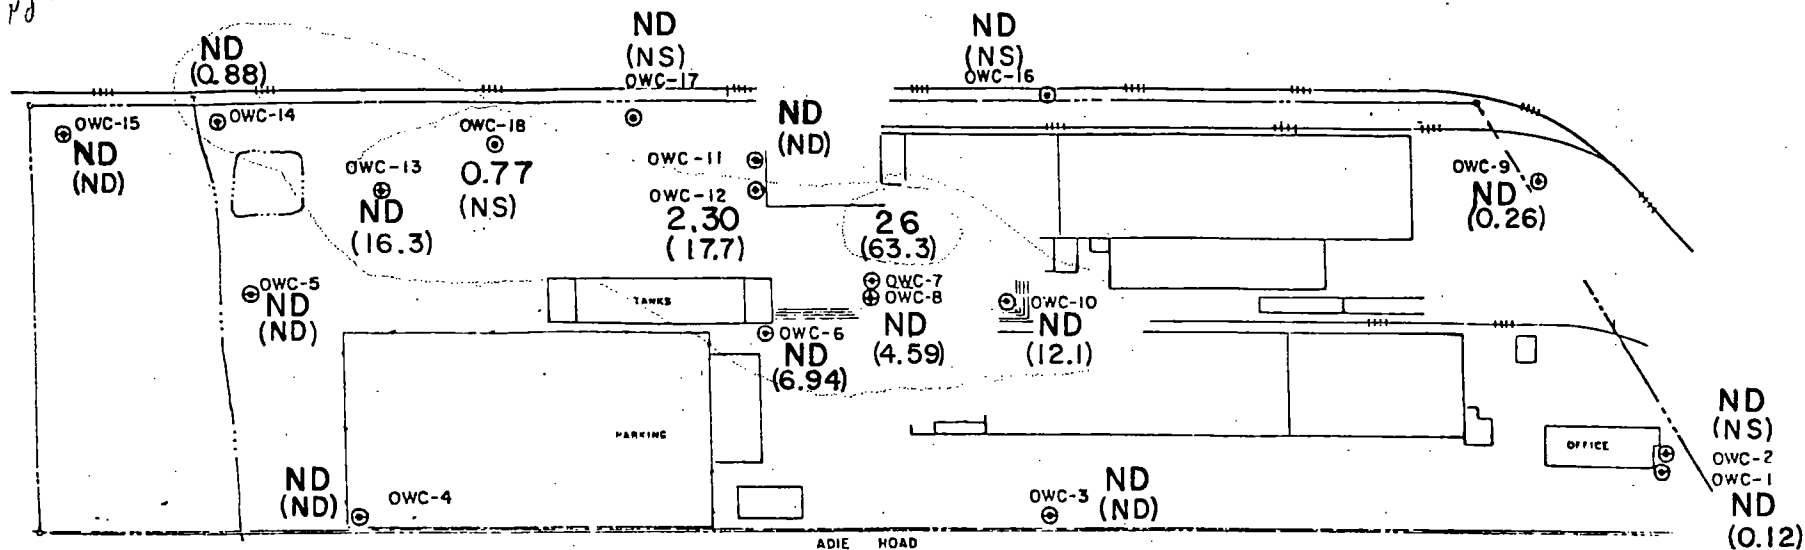 ND
(0.88)
OWC-14
OWC-15
ND
(ND)
OWC-13
ND
(16.3)
OWC-18
0.77
(NS)
ND
(NS)
OWC-17
ND
(ND)
OWC-11
OWC-12
2.30
(17.7)
26
(63.3)
OWC-7
OWC-8
ND
(4.59)
ND
(NS)
OWC-16
OWC-9
ND
(0.26)
OWC-5
ND
(ND)
TANKS
OWC-6
ND
(6.94)
OWC-10
ND
(12.1)
PARKING
ND
(ND)
OWC-4
OWC-3
ND
(ND)
OFFICE
ND
(NS)
OWC-2
OWC-1
ND
(0.12)
ADIE ROAD